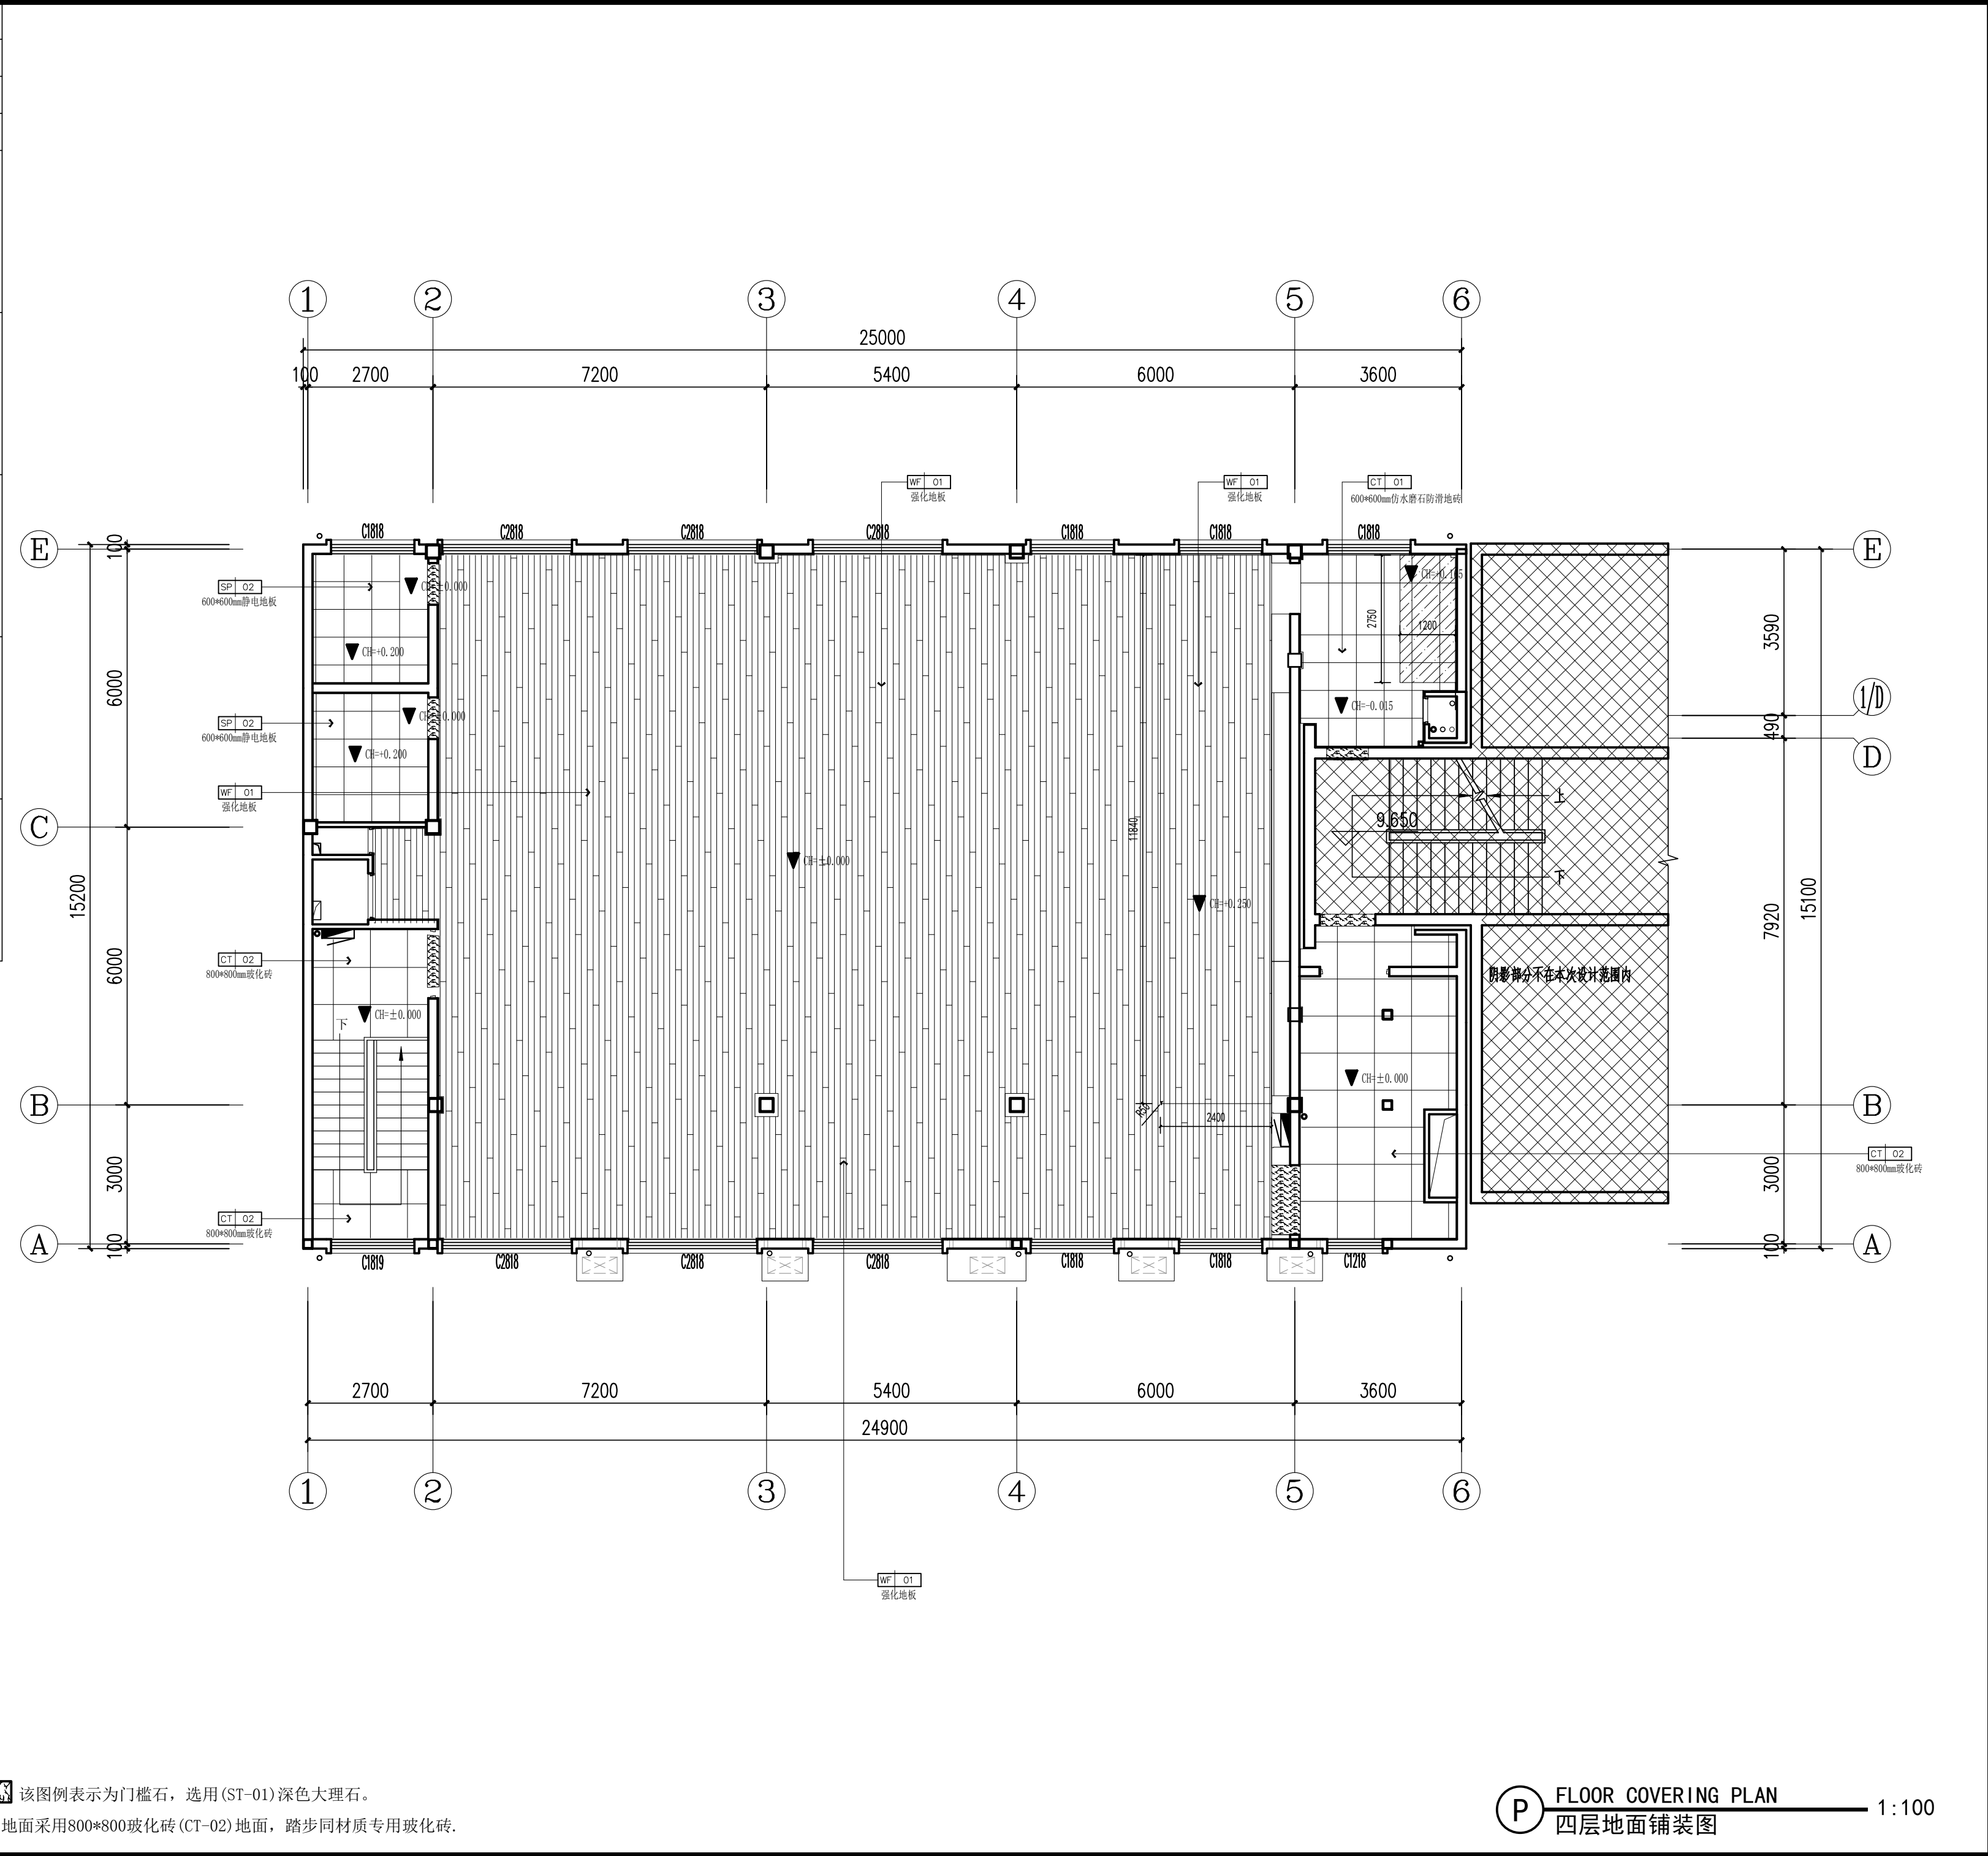 1
2
3
4
5
6
25000
100
2700
7200
5400
6000
3600
WF 01
强化地板
WF 01
强化地板
CT 01
600*600mm仿水磨石防滑地砖
C1818
C2818
C2818
C2818
C1818
C1818
C1818
E
100
E
SP 02
600*600mm静电地板
CH=±0.000
CH=+0.105
2750
1200
3590
CH=+0.200
6000
1/D
CH=-0.015
SP 02
600*600mm静电地板
CH=±0.000
490
CH=+0.200
D
WF 01
强化地板
上
9.650
C
11840
CH=±0.000
下
15200
CH=+0.250
15100
7920
CT 02
800*800mm玻化砖
6000
阴影部分不在本次设计范围内
CH=±0.000
下
CH=±0.000
B
R50
2400
B
CT 02
800*800mm玻化砖
3000
3000
CT 02
800*800mm玻化砖
A
100
100
A
C1819
C2818
C2818
C2818
C1818
C1818
C1218
2700
7200
5400
6000
3600
24900
1
2
3
4
5
6
WF 01
强化地板
该图例表示为门槛石，选用(ST-01)深色大理石。
地面采用800*800玻化砖(CT-02)地面，踏步同材质专用玻化砖.
P
FLOOR COVERING PLAN
四层地面铺装图
1:100